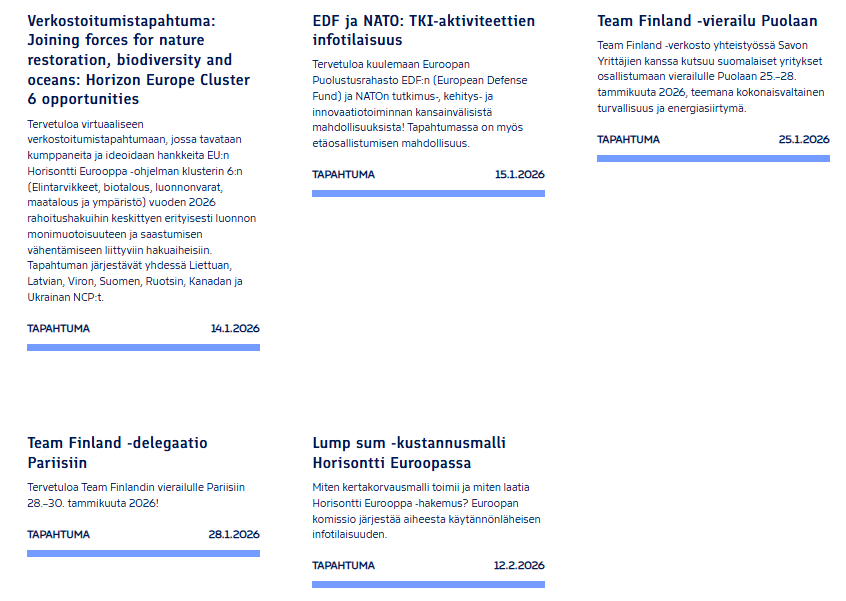 Verkostoitumistapahtuma:
Joining forces for nature
restoration, biodiversity and
oceans: Horizon Europe Cluster
6 opportunities
Tervetuloa virtuaaliseen
verkostoitumistapahtumaan, jossa tavataan
kumppaneita ja ideoidaan hankkeita EU:n
Horisontti Eurooppa -ohjelman klusterin 6:n
(Elintarvikkeet, biotalous, luonnonvarat,
maatalous ja ympäristö) vuoden 2026
rahoitushakuihin keskittyen erityisesti luonnon
monimuotoisuuteen ja saastumisen
vähentämiseen liittyviin hakuaiheisiin.
Tapahtuman järjestävät yhdessä Liettuan,
Latvian, Viron, Suomen, Ruotsin, Kanadan ja
Ukrainan NCP:t.
TAPAHTUMA 14.1.2026
EDF ja NATO: TKI-aktiviteettien
infotilaisuus
Tervetuloa kuulemaan Euroopan
Puolustusrahasto EDF:n (European Defense
Fund) ja NATOn tutkimus-, kehitys- ja
innovaatiotoiminnan kansainvälisistä
mahdollisuuksista! Tapahtumassa on myös
etäosallistumisen mahdollisuus.
TAPAHTUMA 15.1.2026
Team Finland -vierailu Puolaan
Team Finland -verkosto yhteistyössä Savon
Yrittäjien kanssa kutsuu suomalaiset yritykset
osallistumaan vierailulle Puolaan 25.–28.
tammikuuta 2026, teemana kokonaisvaltainen
turvallisuus ja energiasiirtymä.
TAPAHTUMA 25.1.2026
Team Finland -delegaatio
Pariisiin
Tervetuloa Team Finlandin vierailulle Pariisiin
28.–30. tammikuuta 2026!
TAPAHTUMA 28.1.2026
Lump sum -kustannusmalli
Horisontti Euroopassa
Miten kertakorvausmalli toimii ja miten laatia
Horisontti Eurooppa -hakemus? Euroopan
komissio järjestää aiheesta käytännönläheisen
infotilaisuuden.
TAPAHTUMA 12.2.2026